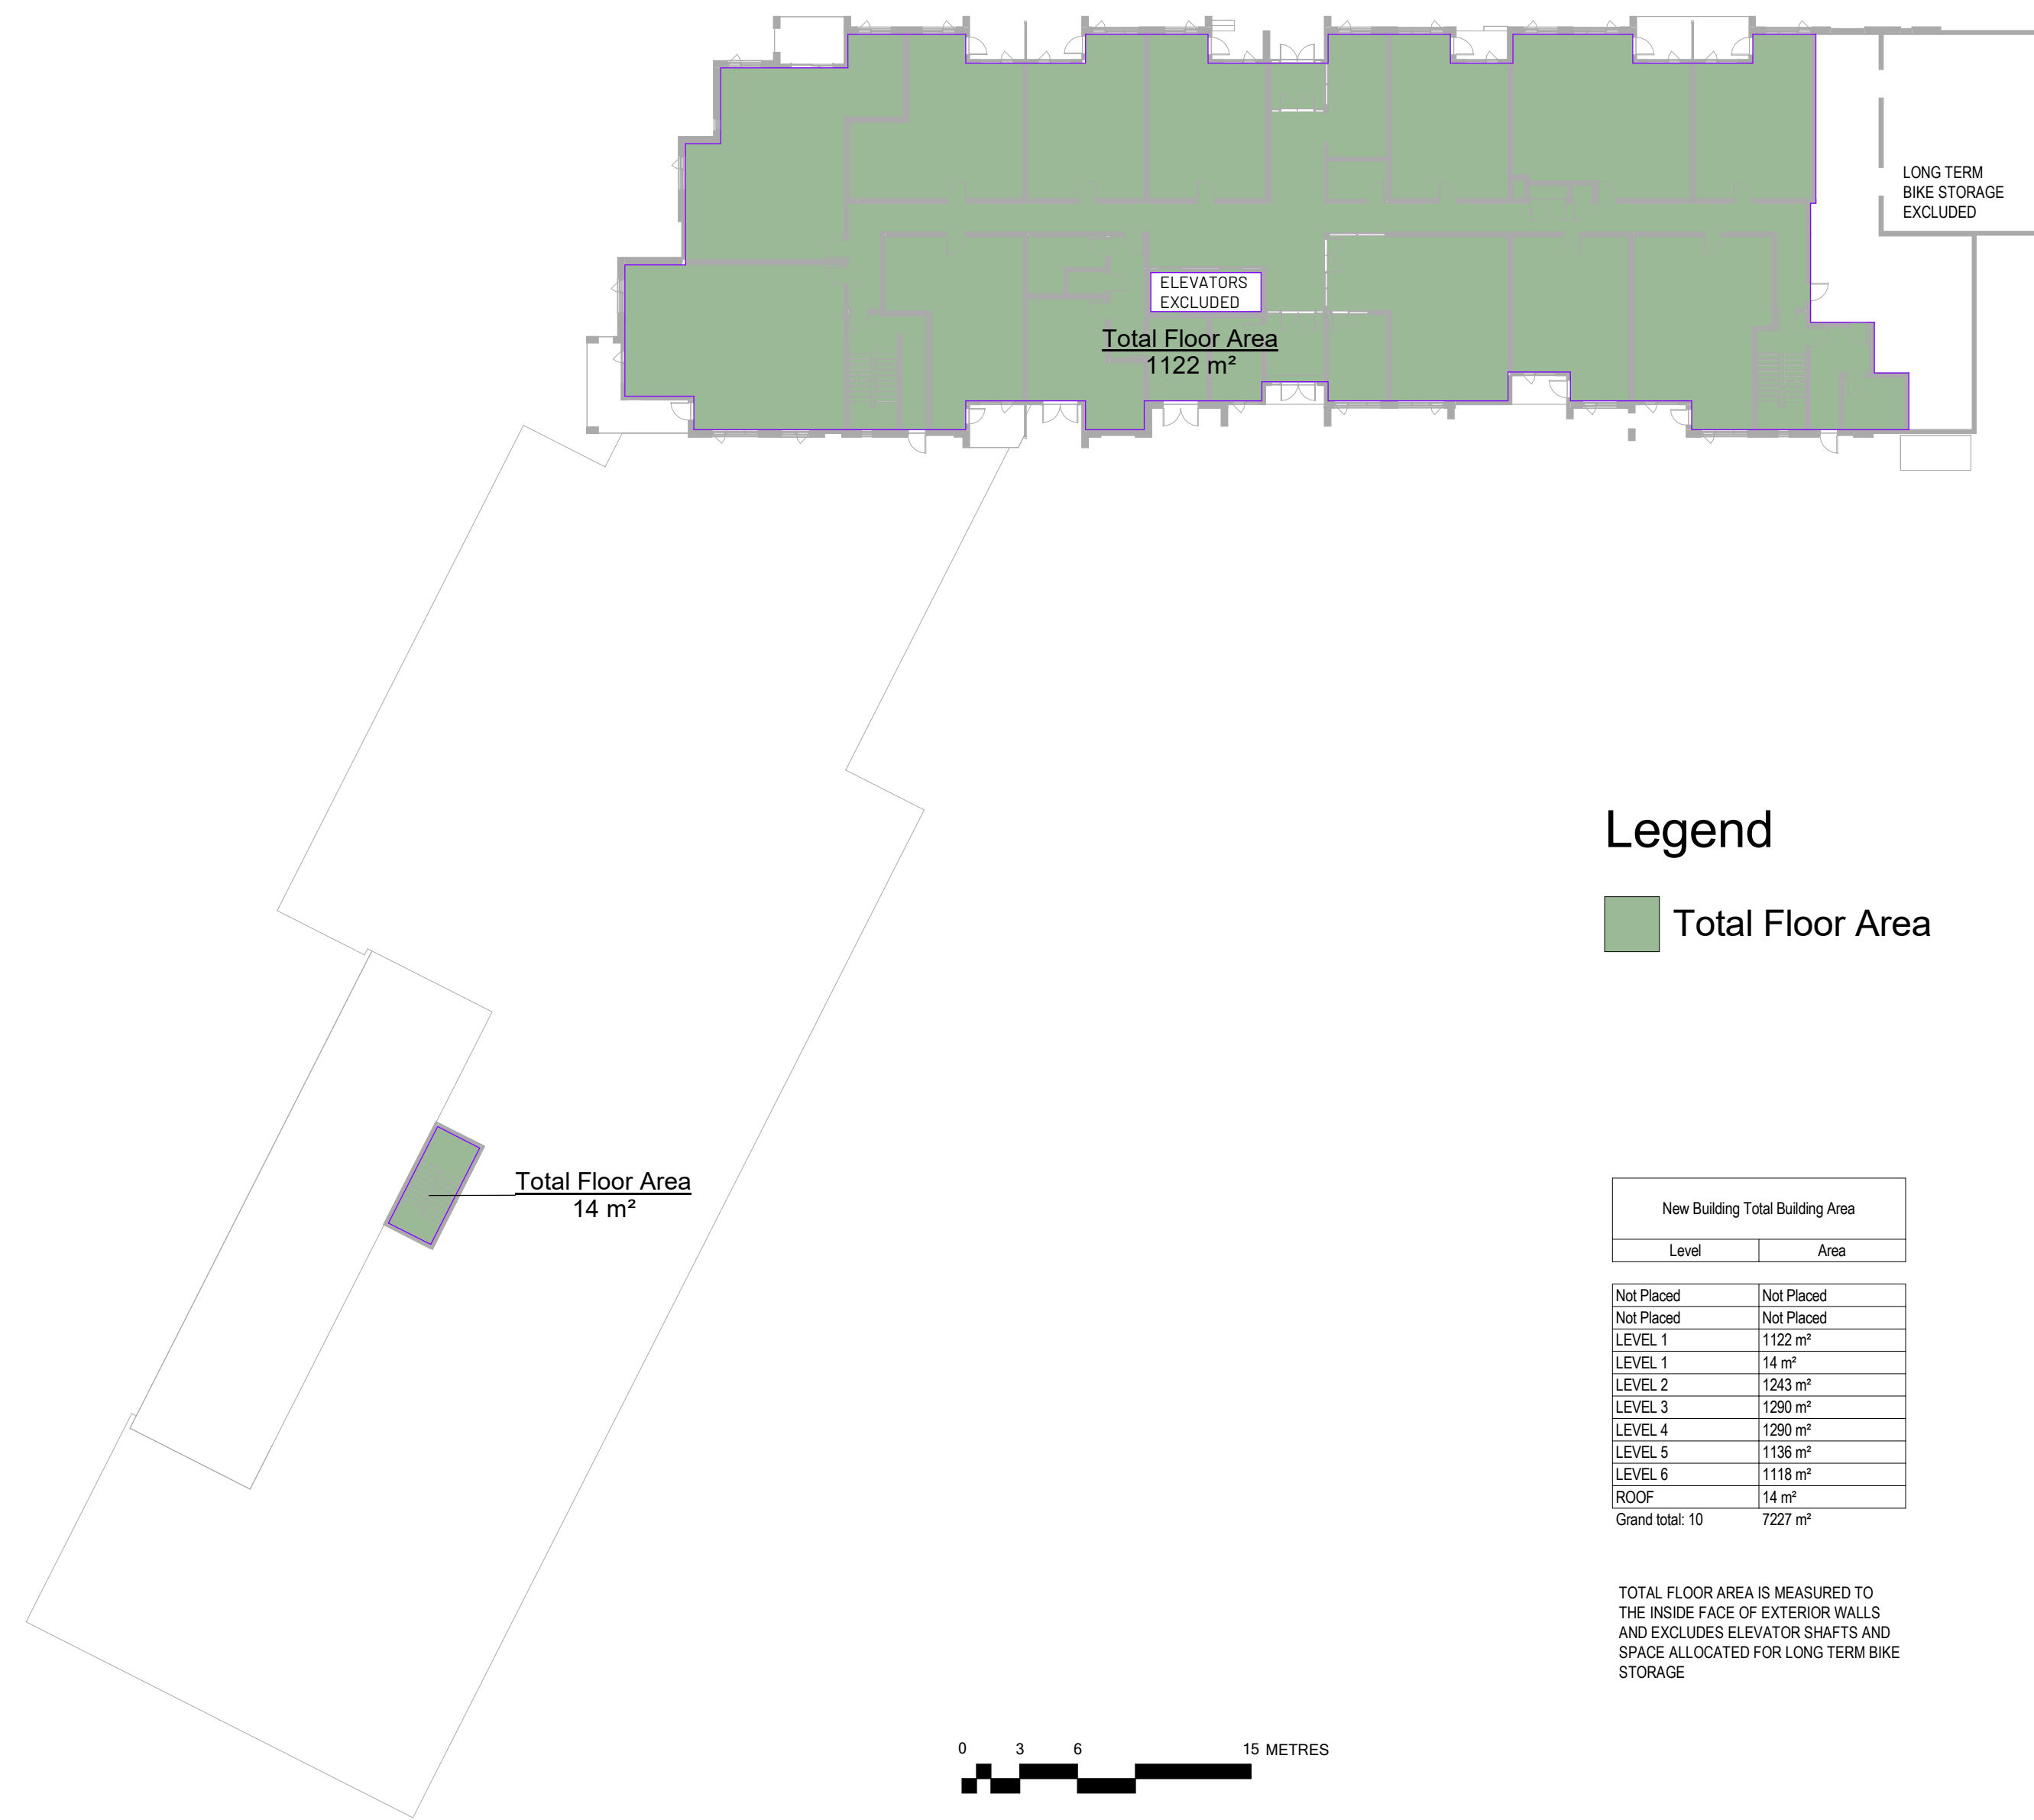 LONG TERM
BIKE STORAGE
EXCLUDED
ELEVATORS
EXCLUDED
Total Floor Area
1122 m²
Legend
Total Floor Area
Total Floor Area
14 m²
New Building Total Building Area
Level Area
Not Placed Not Placed
Not Placed Not Placed
LEVEL 1 1122 m²
LEVEL 1 14 m²
LEVEL 2 1243 m²
LEVEL 3 1290 m²
LEVEL 4 1290 m²
LEVEL 5 1136 m²
LEVEL 6 1118 m²
ROOF 14 m²
Grand total: 10 7227 m²
TOTAL FLOOR AREA IS MEASURED TO
THE INSIDE FACE OF EXTERIOR WALLS
AND EXCLUDES ELEVATOR SHAFTS AND
SPACE ALLOCATED FOR LONG TERM BIKE
STORAGE
0 3 6 15 METRES